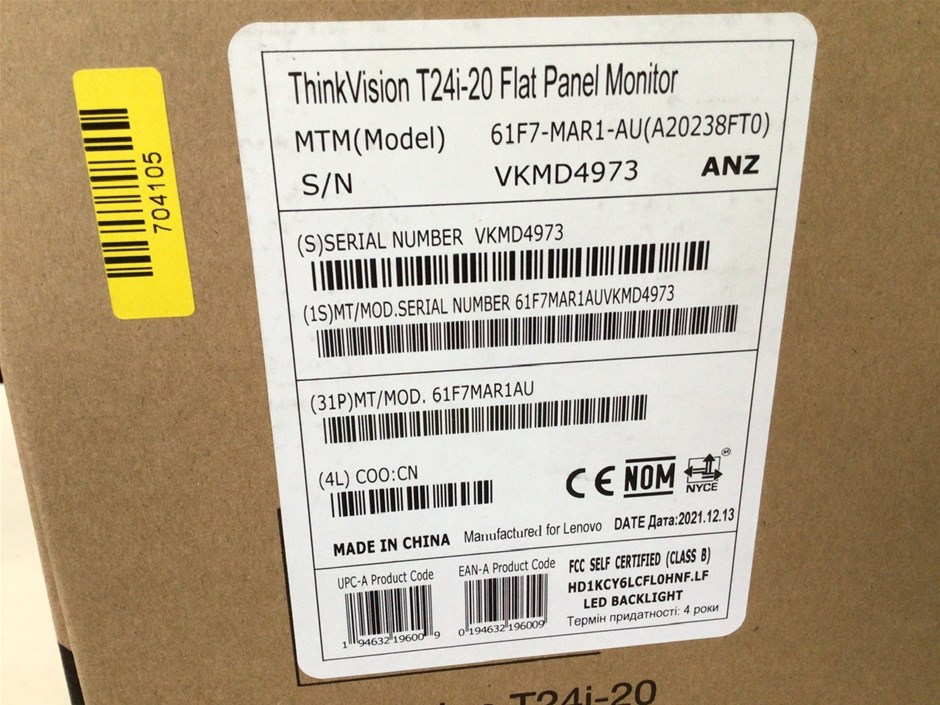 704105
ThinkVision T24i-20 Flat Panel Monitor
MTM(Model) 61F7-MAR1-AU(A20238FT0)
S/N VKMD4973 ANZ
(S)SERIAL NUMBER VKMD4973
(1S)MT/MOD.SERIAL NUMBER 61F7MAR1AUVKMD4973
(31P)MT/MOD. 61F7MAR1AU
(4L) COO:CN
CE NOM NYCE
MADE IN CHINA Manufactured for Lenovo DATE Дата:2021.12.13
UPC-A Product Code EAN-A Product Code FCC SELF CERTIFIED (CLASS B)
HD1KCY6LCFL0HNF.LF
LED BACKLIGHT
1 94632 19600 9 0 194632 196009 Термін придатності: 4 роки
T24i-20